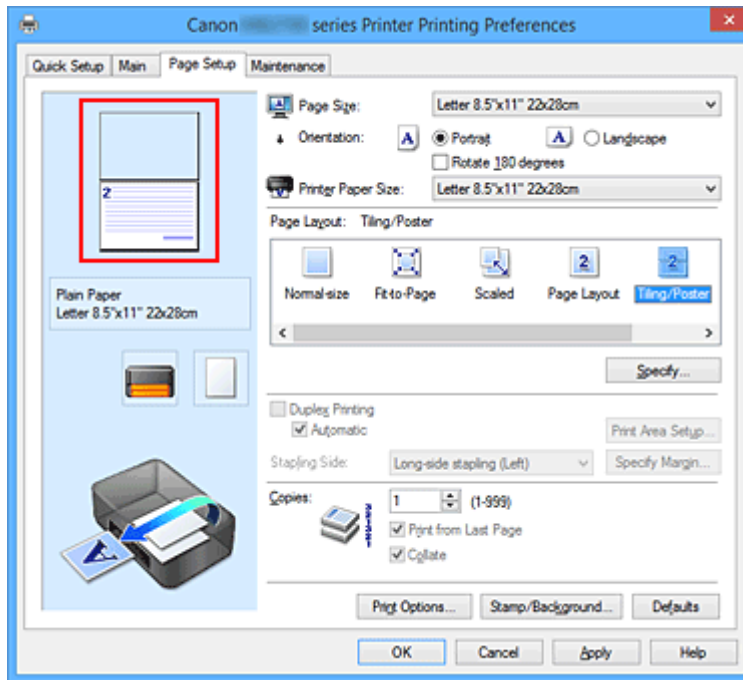 Canon series Printer Printing Preferences
Quick Setup Main Page Setup Maintenance
2
Plain Paper
Letter 8.5"x11" 22x28cm
Page Size: Letter 8.5"x11" 22x28cm
Orientation: A Portrait A Landscape
Rotate 180 degrees
Printer Paper Size: Letter 8.5"x11" 22x28cm
Page Layout: Tiling/Poster
2 2
Normal-size Fit-to-Page Scaled Page Layout Tiling/Poster
Specify...
Duplex Printing
Automatic
Print Area Setup...
Stapling Side: Long-side stapling (Left) Specify Margin...
Copies: 1 (1-999)
Print from Last Page
Collate
A
Print Options... Stamp/Background... Defaults
OK Cancel Apply Help